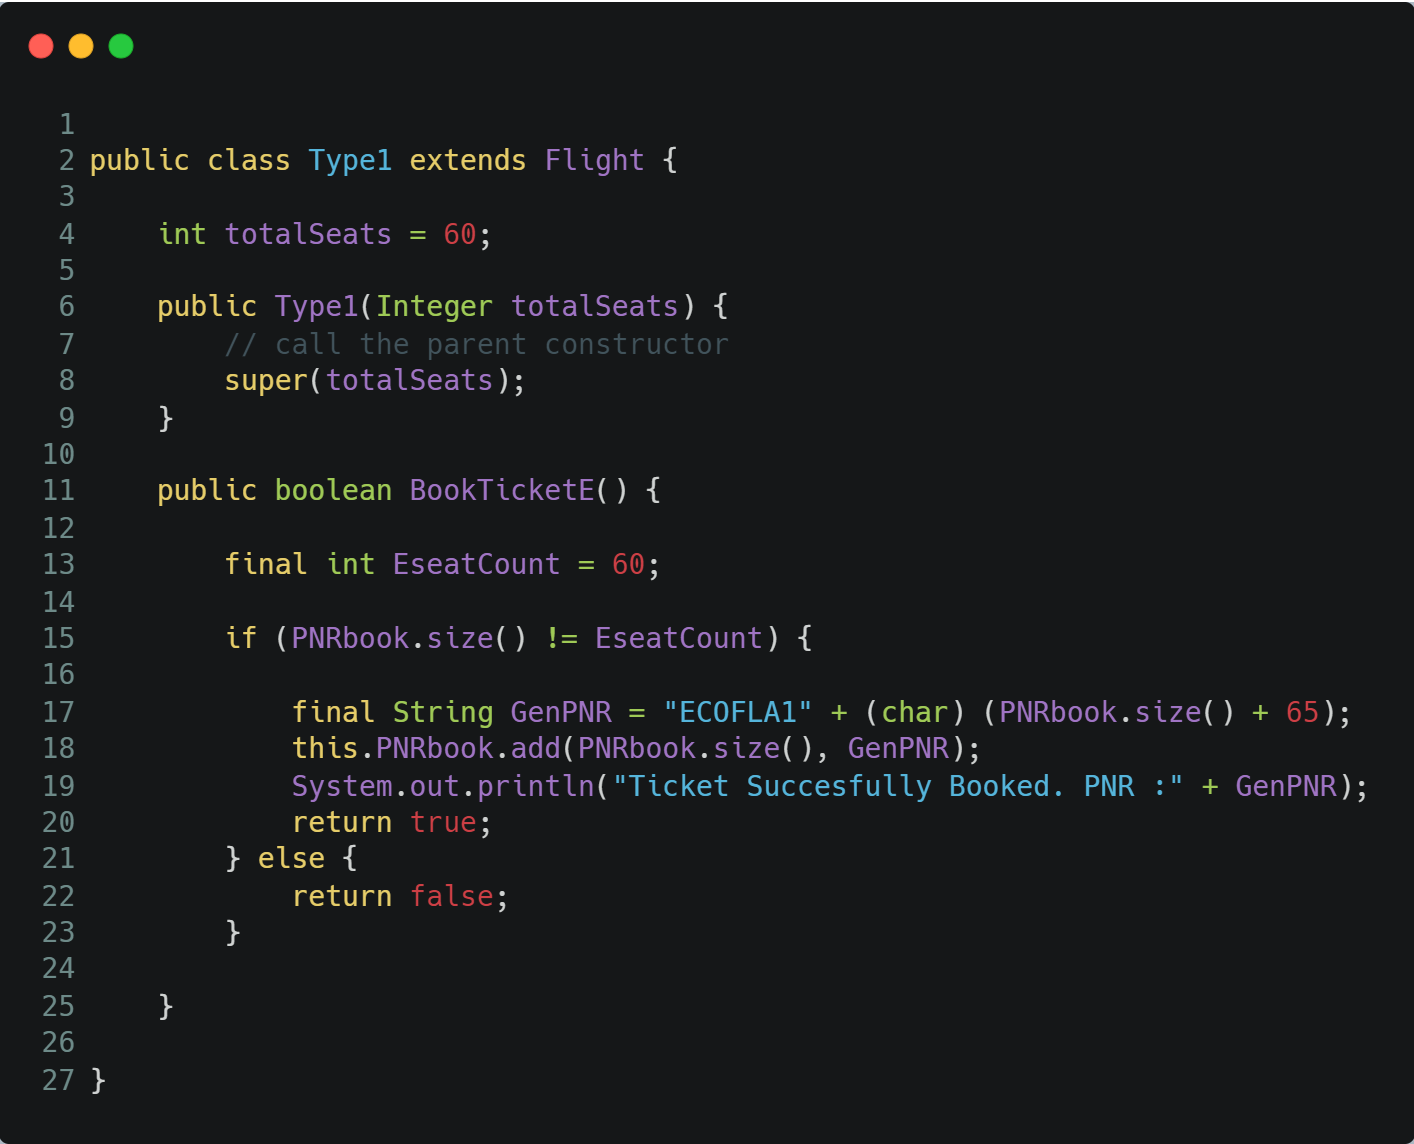 1
2 public class Type1 extends Flight {
3
4     int totalSeats = 60;
5
6     public Type1(Integer totalSeats) {
7         // call the parent constructor
8         super(totalSeats);
9     }
10
11     public boolean BookTicketE() {
12
13         final int EseatCount = 60;
14
15         if (PNRbook.size() != EseatCount) {
16
17             final String GenPNR = "ECOFLA1" + (char) (PNRbook.size() + 65);
18             this.PNRbook.add(PNRbook.size(), GenPNR);
19             System.out.println("Ticket Succesfully Booked. PNR :" + GenPNR);
20             return true;
21         } else {
22             return false;
23         }
24
25     }
26
27 }